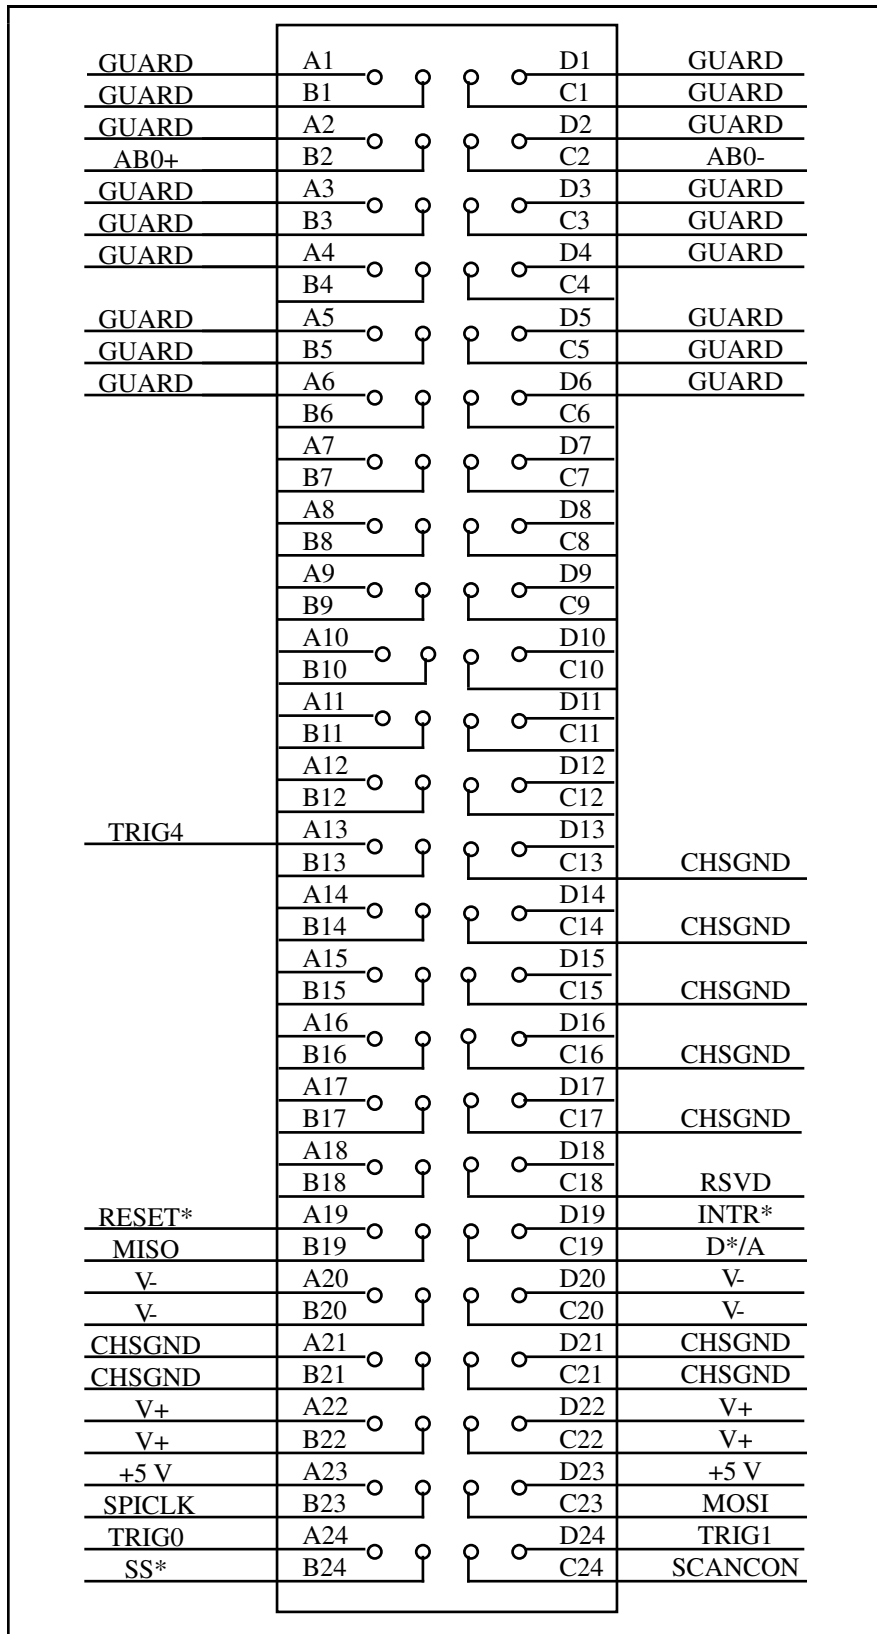 GUARD A1 D1 GUARD
GUARD B1 C1 GUARD
GUARD A2 D2 GUARD
AB0+ B2 C2 AB0-
GUARD A3 D3 GUARD
GUARD B3 C3 GUARD
GUARD A4 D4 GUARD
B4 C4
GUARD A5 D5 GUARD
GUARD B5 C5 GUARD
GUARD A6 D6 GUARD
B6 C6
A7 D7
B7 C7
A8 D8
B8 C8
A9 D9
B9 C9
A10 D10
B10 C10
A11 D11
B11 C11
A12 D12
B12 C12
TRIG4 A13 D13
B13 C13 CHSGND
A14 D14
B14 C14 CHSGND
A15 D15
B15 C15 CHSGND
A16 D16
B16 C16 CHSGND
A17 D17
B17 C17 CHSGND
A18 D18
B18 C18 RSVD
RESET* A19 D19 INTR*
MISO B19 C19 D*/A
V- A20 D20 V-
V- B20 C20 V-
CHSGND A21 D21 CHSGND
CHSGND B21 C21 CHSGND
V+ A22 D22 V+
V+ B22 C22 V+
+5 V A23 D23 +5 V
SPICLK B23 C23 MOSI
TRIG0 A24 D24 TRIG1
SS* B24 C24 SCANCON